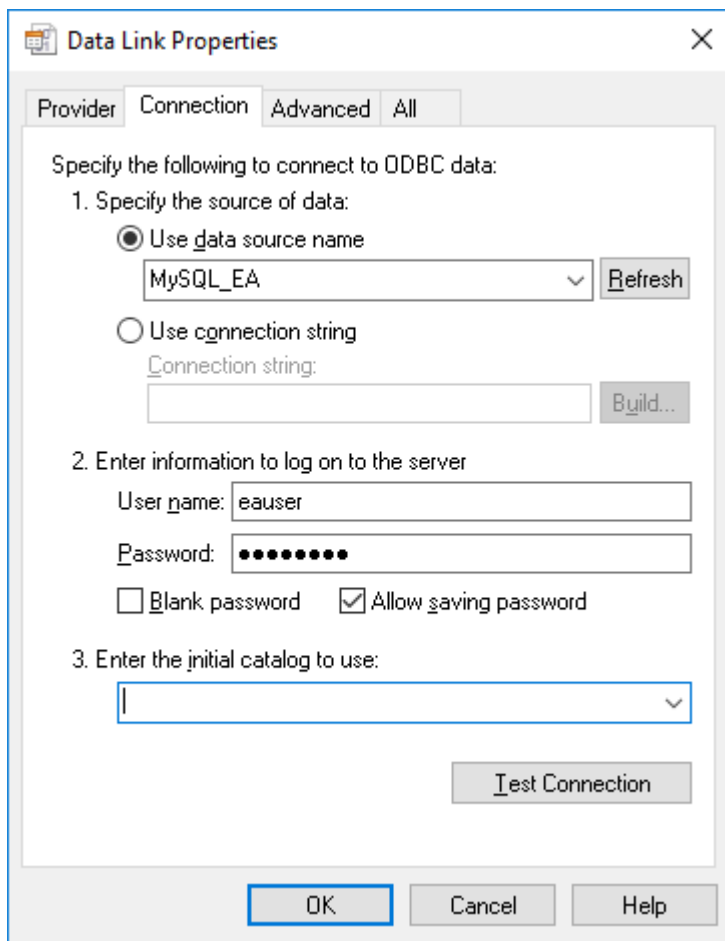 Data Link Properties
Provider Connection Advanced All
Specify the following to connect to ODBC data:
1. Specify the source of data:
Use data source name
MySQL_EA Refresh
Use connection string
Connection string:
Build...
2. Enter information to log on to the server
User name: eauser
Password: ●●●●●●●●
Blank password Allow saving password
3. Enter the initial catalog to use:
Test Connection
OK Cancel Help